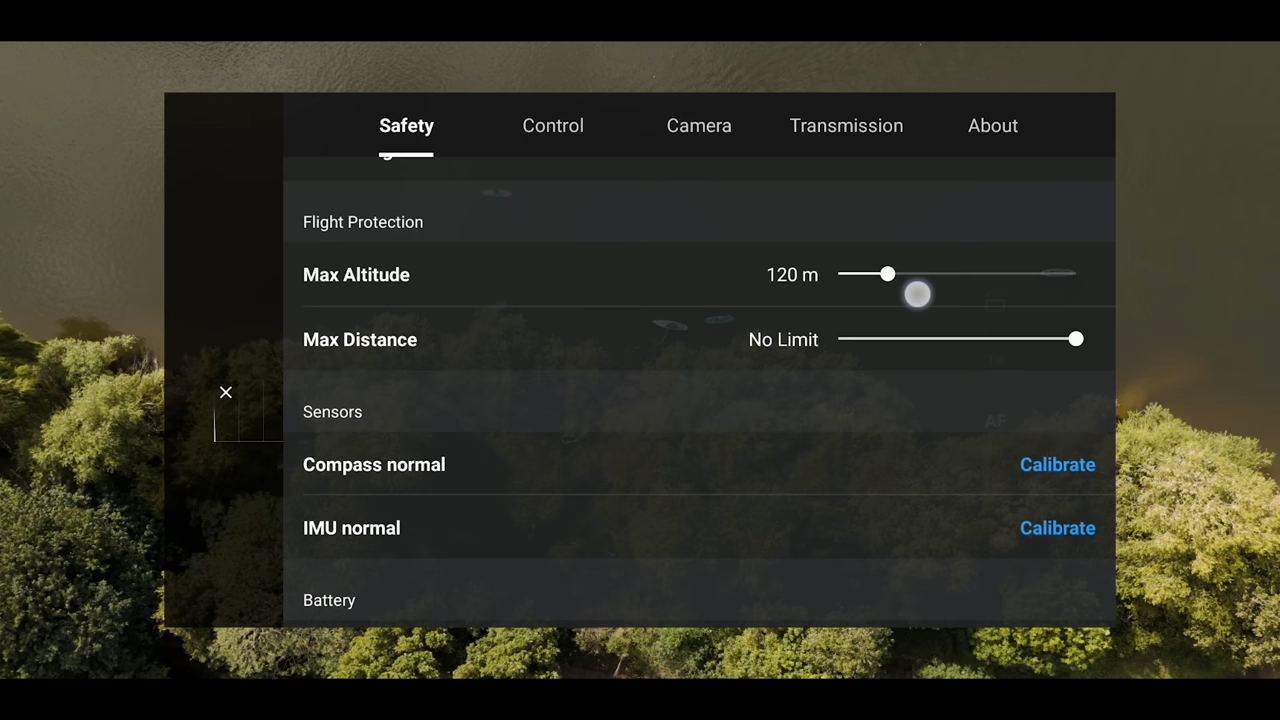 Safety
Control
Camera
Transmission
About
Flight Protection
Max Altitude
120 m
Max Distance
No Limit
Sensors
AF
Compass normal
Calibrate
IMU normal
Calibrate
Battery